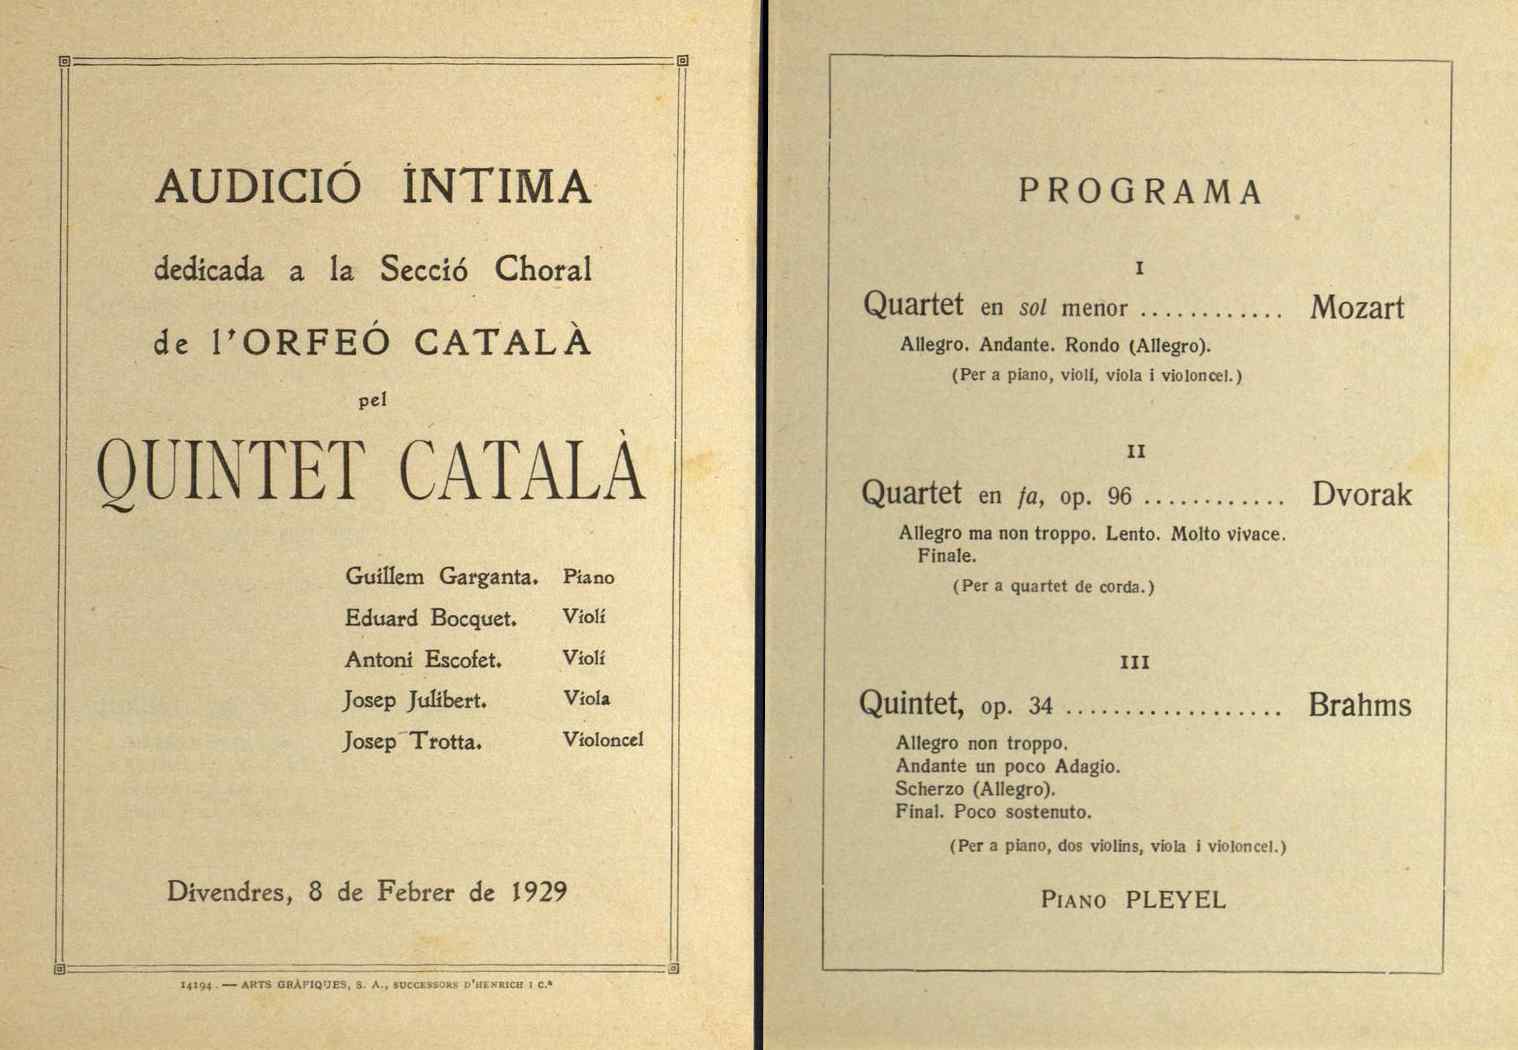 AUDICIÓ ÍNTIMA
dedicada a la Secció Choral
de l'ORFEÓ CATALÀ
pel
QUINTET CATALÀ
Guillem Garganta. Piano
Eduard Bocquet. Violí
Antoni Escofet. Violí
Josep Julibert. Viola
Josep Trotta. Violoncel
Divendres, 8 de Febrer de 1929
14194. — ARTS GRÀFIQUES, S. A., SUCCESSORS D'HENRICH I C.ª
PROGRAMA
I
Quartet en sol menor ............ Mozart
Allegro. Andante. Rondo (Allegro).
(Per a piano, violí, viola i violoncel.)
II
Quartet en fa, op. 96 ............ Dvorak
Allegro ma non troppo. Lento. Molto vivace.
Finale.
(Per a quartet de corda.)
III
Quintet, op. 34 .................. Brahms
Allegro non troppo.
Andante un poco Adagio.
Scherzo (Allegro).
Final. Poco sostenuto.
(Per a piano, dos violins, viola i violoncel.)
PIANO PLEYEL